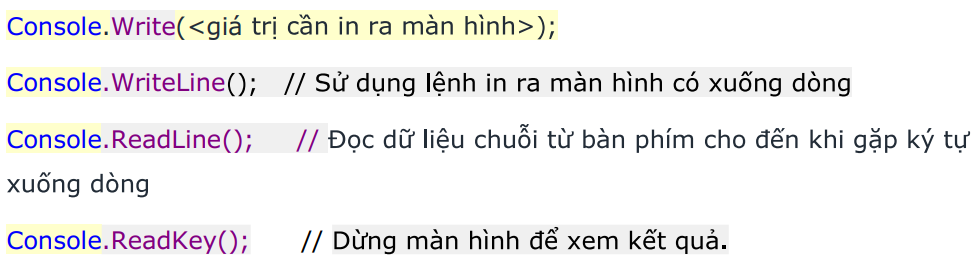 Console.Write(<giá trị cần in ra màn hình>);
Console.WriteLine(); // Sử dụng lệnh in ra màn hình có xuống dòng
Console.ReadLine(); // Đọc dữ liệu chuỗi từ bàn phím cho đến khi gặp ký tự
xuống dòng
Console.ReadKey(); // Dừng màn hình để xem kết quả.